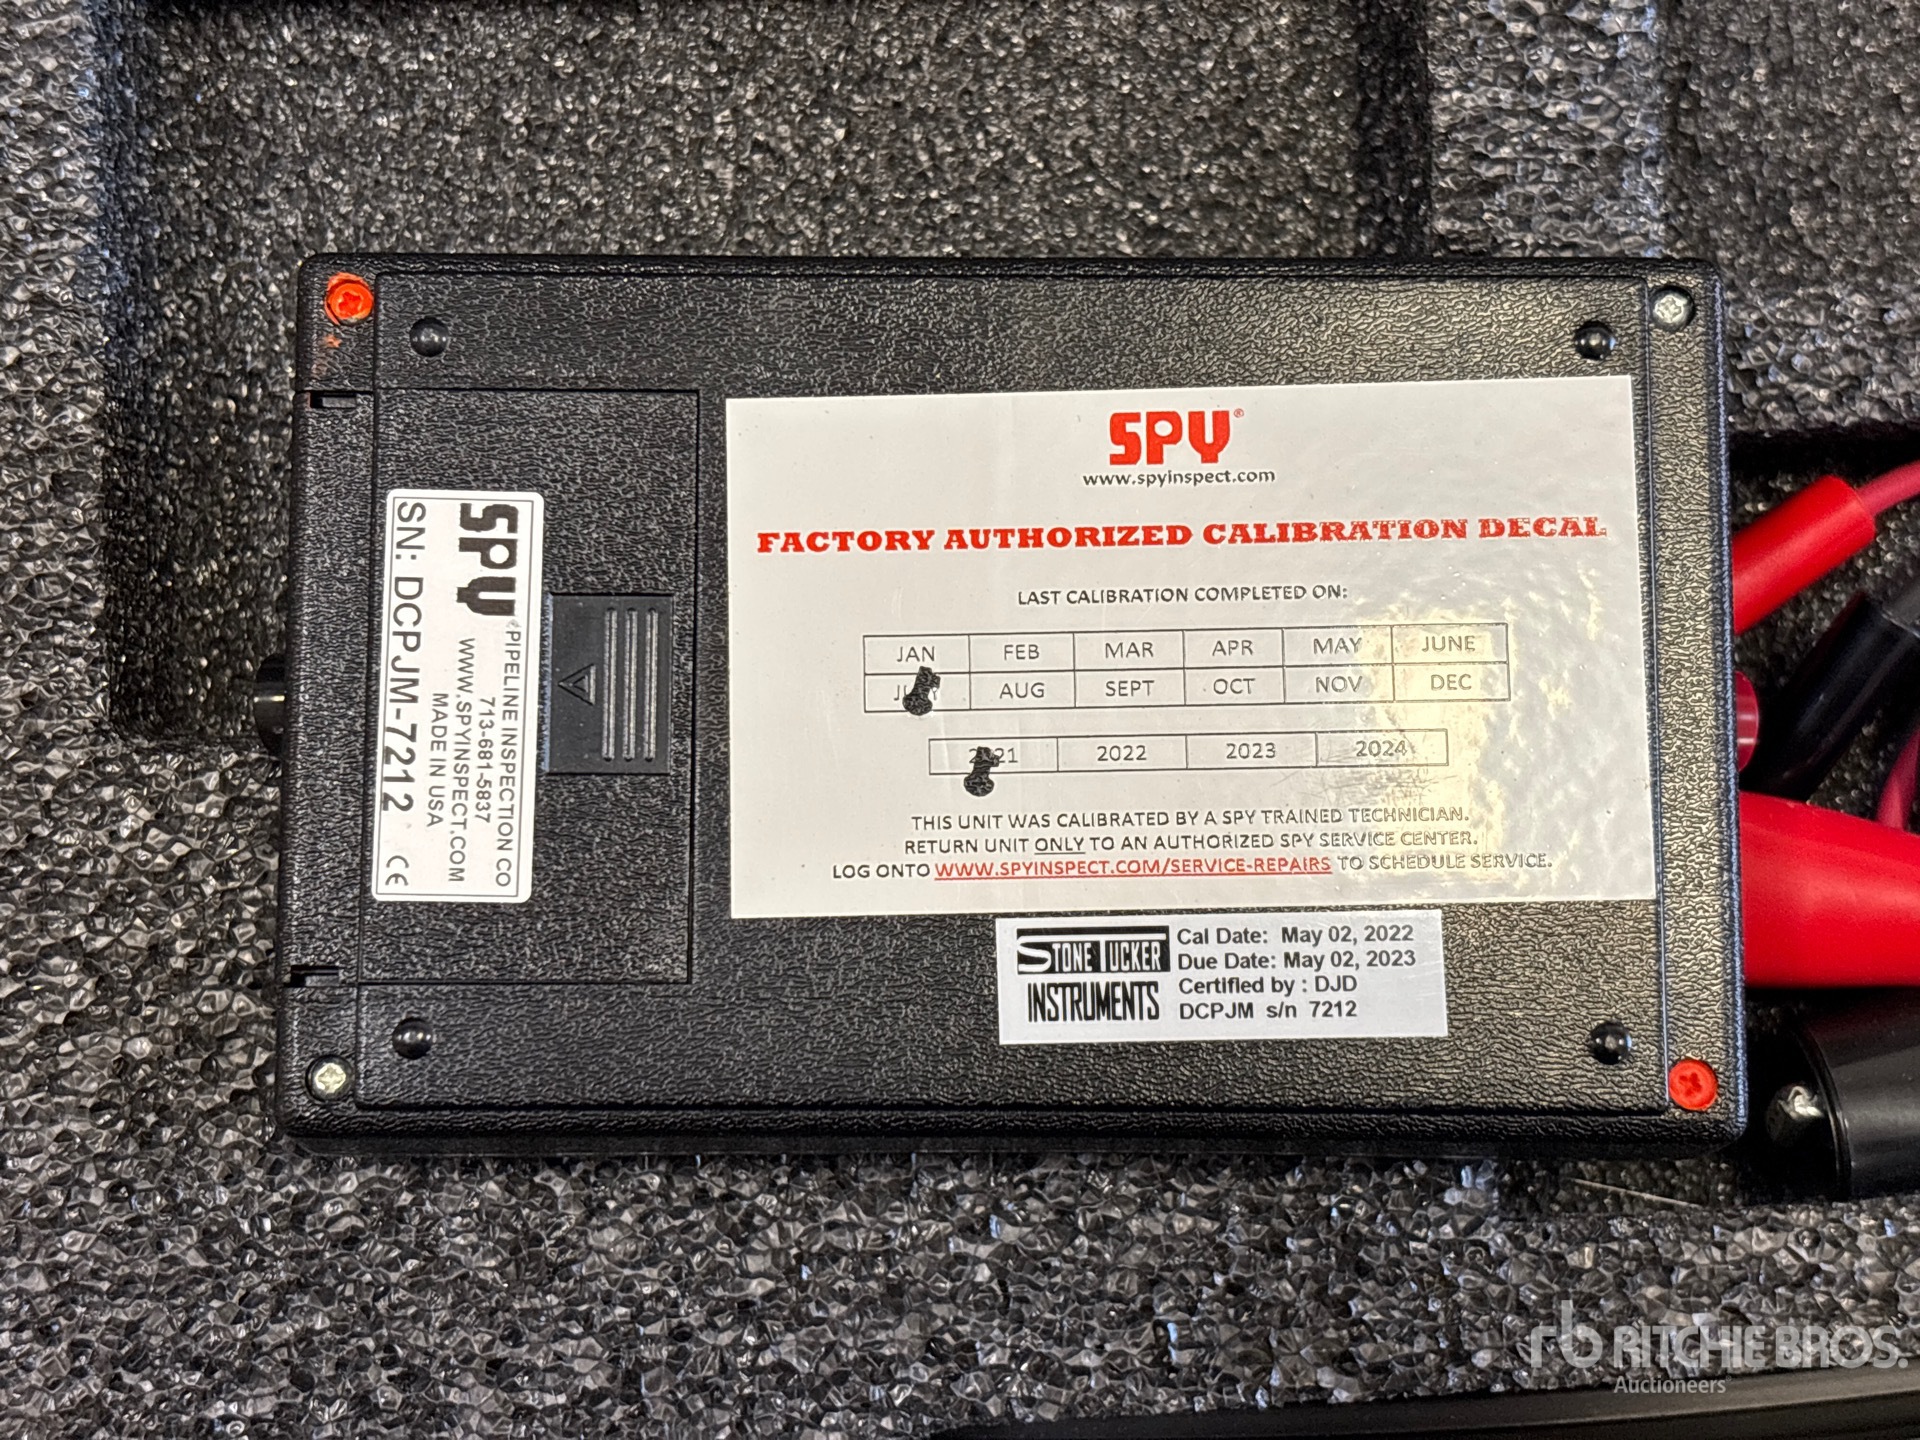 SPY®
www.spyinspect.com
FACTORY AUTHORIZED CALIBRATION DECAL
LAST CALIBRATION COMPLETED ON:
JAN FEB MAR APR MAY JUNE
AUG SEPT OCT NOV DEC
2021 2022 2023 2024
THIS UNIT WAS CALIBRATED BY A SPY TRAINED TECHNICIAN.
RETURN UNIT ONLY TO AN AUTHORIZED SPY SERVICE CENTER.
LOG ONTO WWW.SPYINSPECT.COM/SERVICE-REPAIRS TO SCHEDULE SERVICE.
SPY
PIPELINE INSPECTION CO
713-681-5837
WWW.SPYINSPECT.COM
MADE IN USA
SN: DCPJM-7212 CE
STONE TUCKER
INSTRUMENTS
Cal Date: May 02, 2022
Due Date: May 02, 2023
Certified by : DJD
DCPJM s/n 7212
rb RITCHIE BROS.
Auctioneers